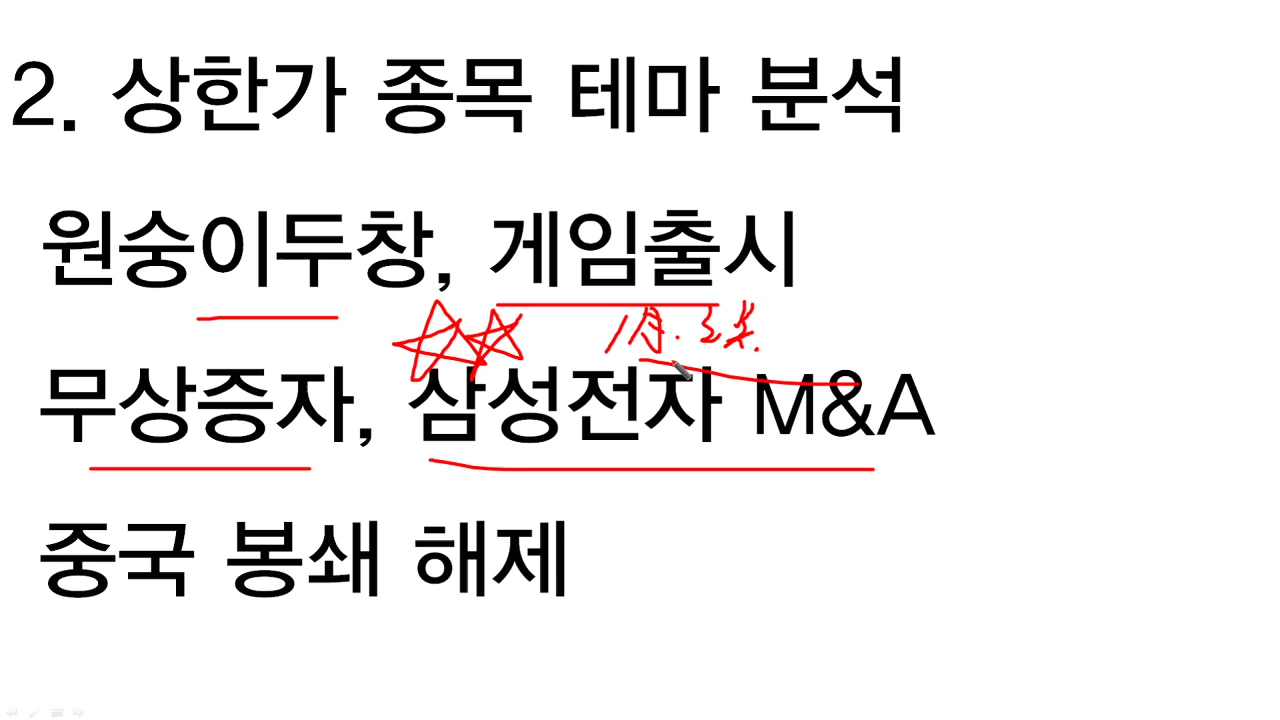 2. 상한가 종목 테마 분석
원숭이두창, 게임출시
무상증자, 삼성전자 M&A
중국 봉쇄 해제